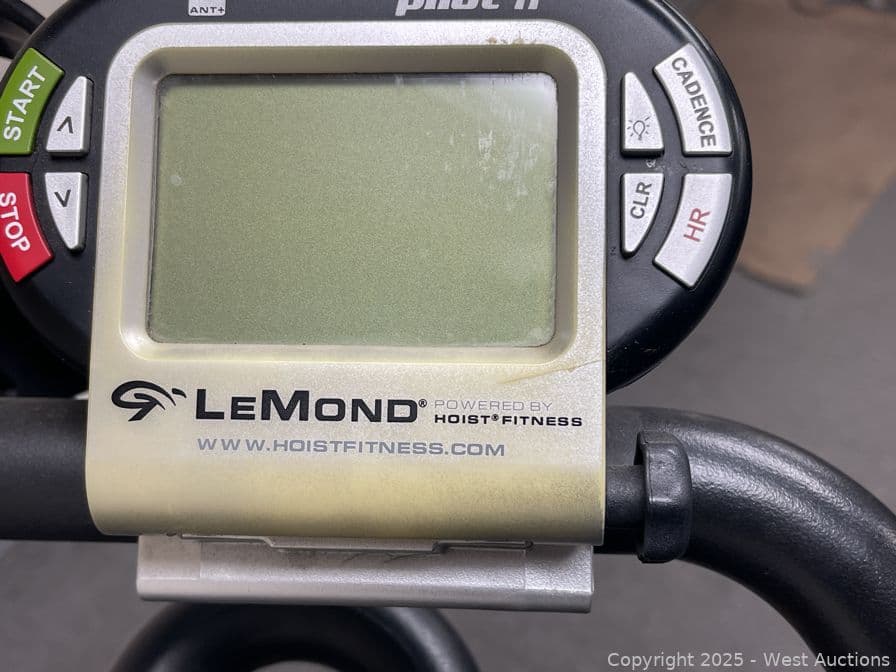 ANT+
pilot II
START
STOP
CADENCE
CLR
HR
LEMOND® POWERED BY
HOIST® FITNESS
WWW.HOISTFITNESS.COM
Copyright 2025 - West Auctions